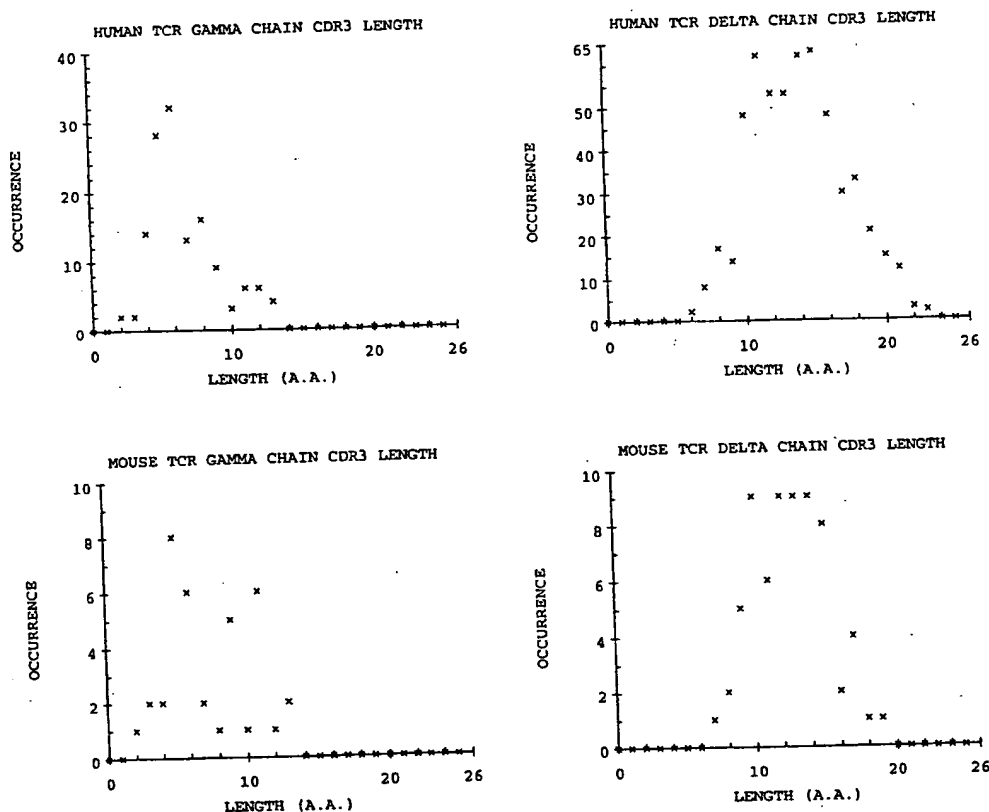 HUMAN TCR GAMMA CHAIN CDR3 LENGTH
40
30
20
10
0
OCCURRENCE
0 10 20 26
LENGTH (A.A.)
HUMAN TCR DELTA CHAIN CDR3 LENGTH
65
50
40
30
20
10
0
OCCURRENCE
0 10 20 26
LENGTH (A.A.)
MOUSE TCR GAMMA CHAIN CDR3 LENGTH
10
8
6
4
2
0
OCCURRENCE
0 10 20 26
LENGTH (A.A.)
MOUSE TCR DELTA CHAIN CDR3 LENGTH
10
8
6
4
2
0
OCCURRENCE
0 10 20 26
LENGTH (A.A.)